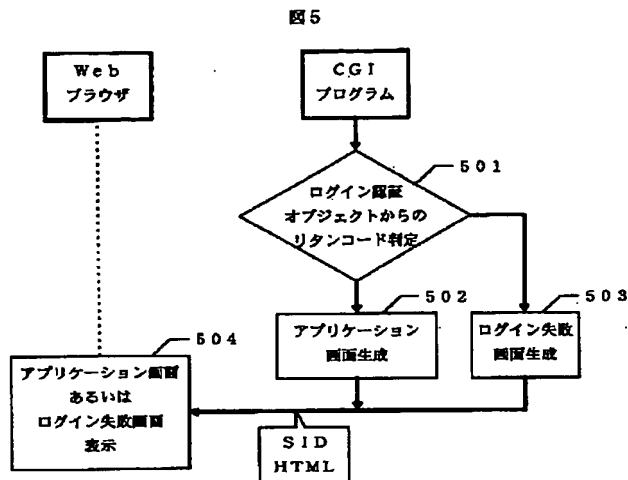 図5
Web
ブラウザ
CGI
プログラム
501
ログイン認証
オブジェクトからの
リタンコード判定
502
アプリケーション
画面生成
503
ログイン失敗
画面生成
504
アプリケーション画面
あるいは
ログイン失敗画面
表示
SID
HTML